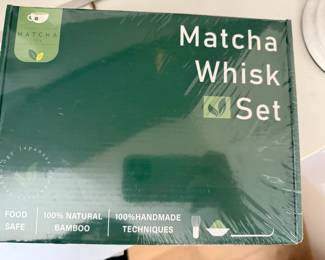 MATCHA
Matcha
Whisk
Set
FOOD
SAFE
100% NATURAL
BAMBOO
100%HANDMADE
TECHNIQUES